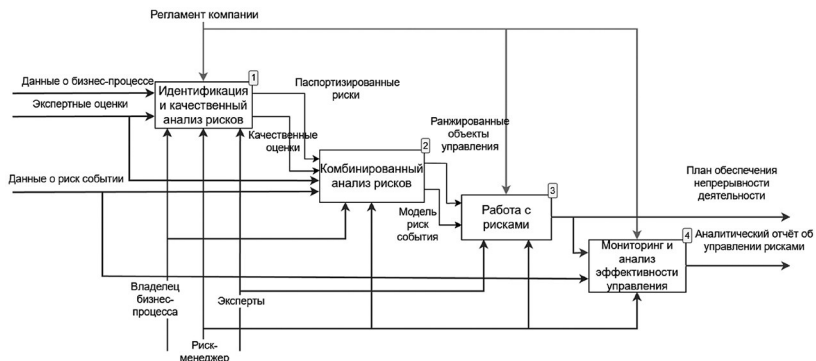 Регламент компании
Данные о бизнес-процессе
Экспертные оценки
1
Идентификация
и качественный
анализ рисков
Паспортизированные
риски
Качественные
оценки
Данные о риск событии
2
Комбинированный
анализ рисков
Ранжированные
объекты
управления
Модель
риск
события
3
Работа с
рисками
План обеспечения
непрерывности
деятельности
4
Мониторинг и
анализ
эффективности
управления
Аналитический отчёт об
управлении рисками
Владелец
бизнес-
процесса
Эксперты
Риск-
менеджер